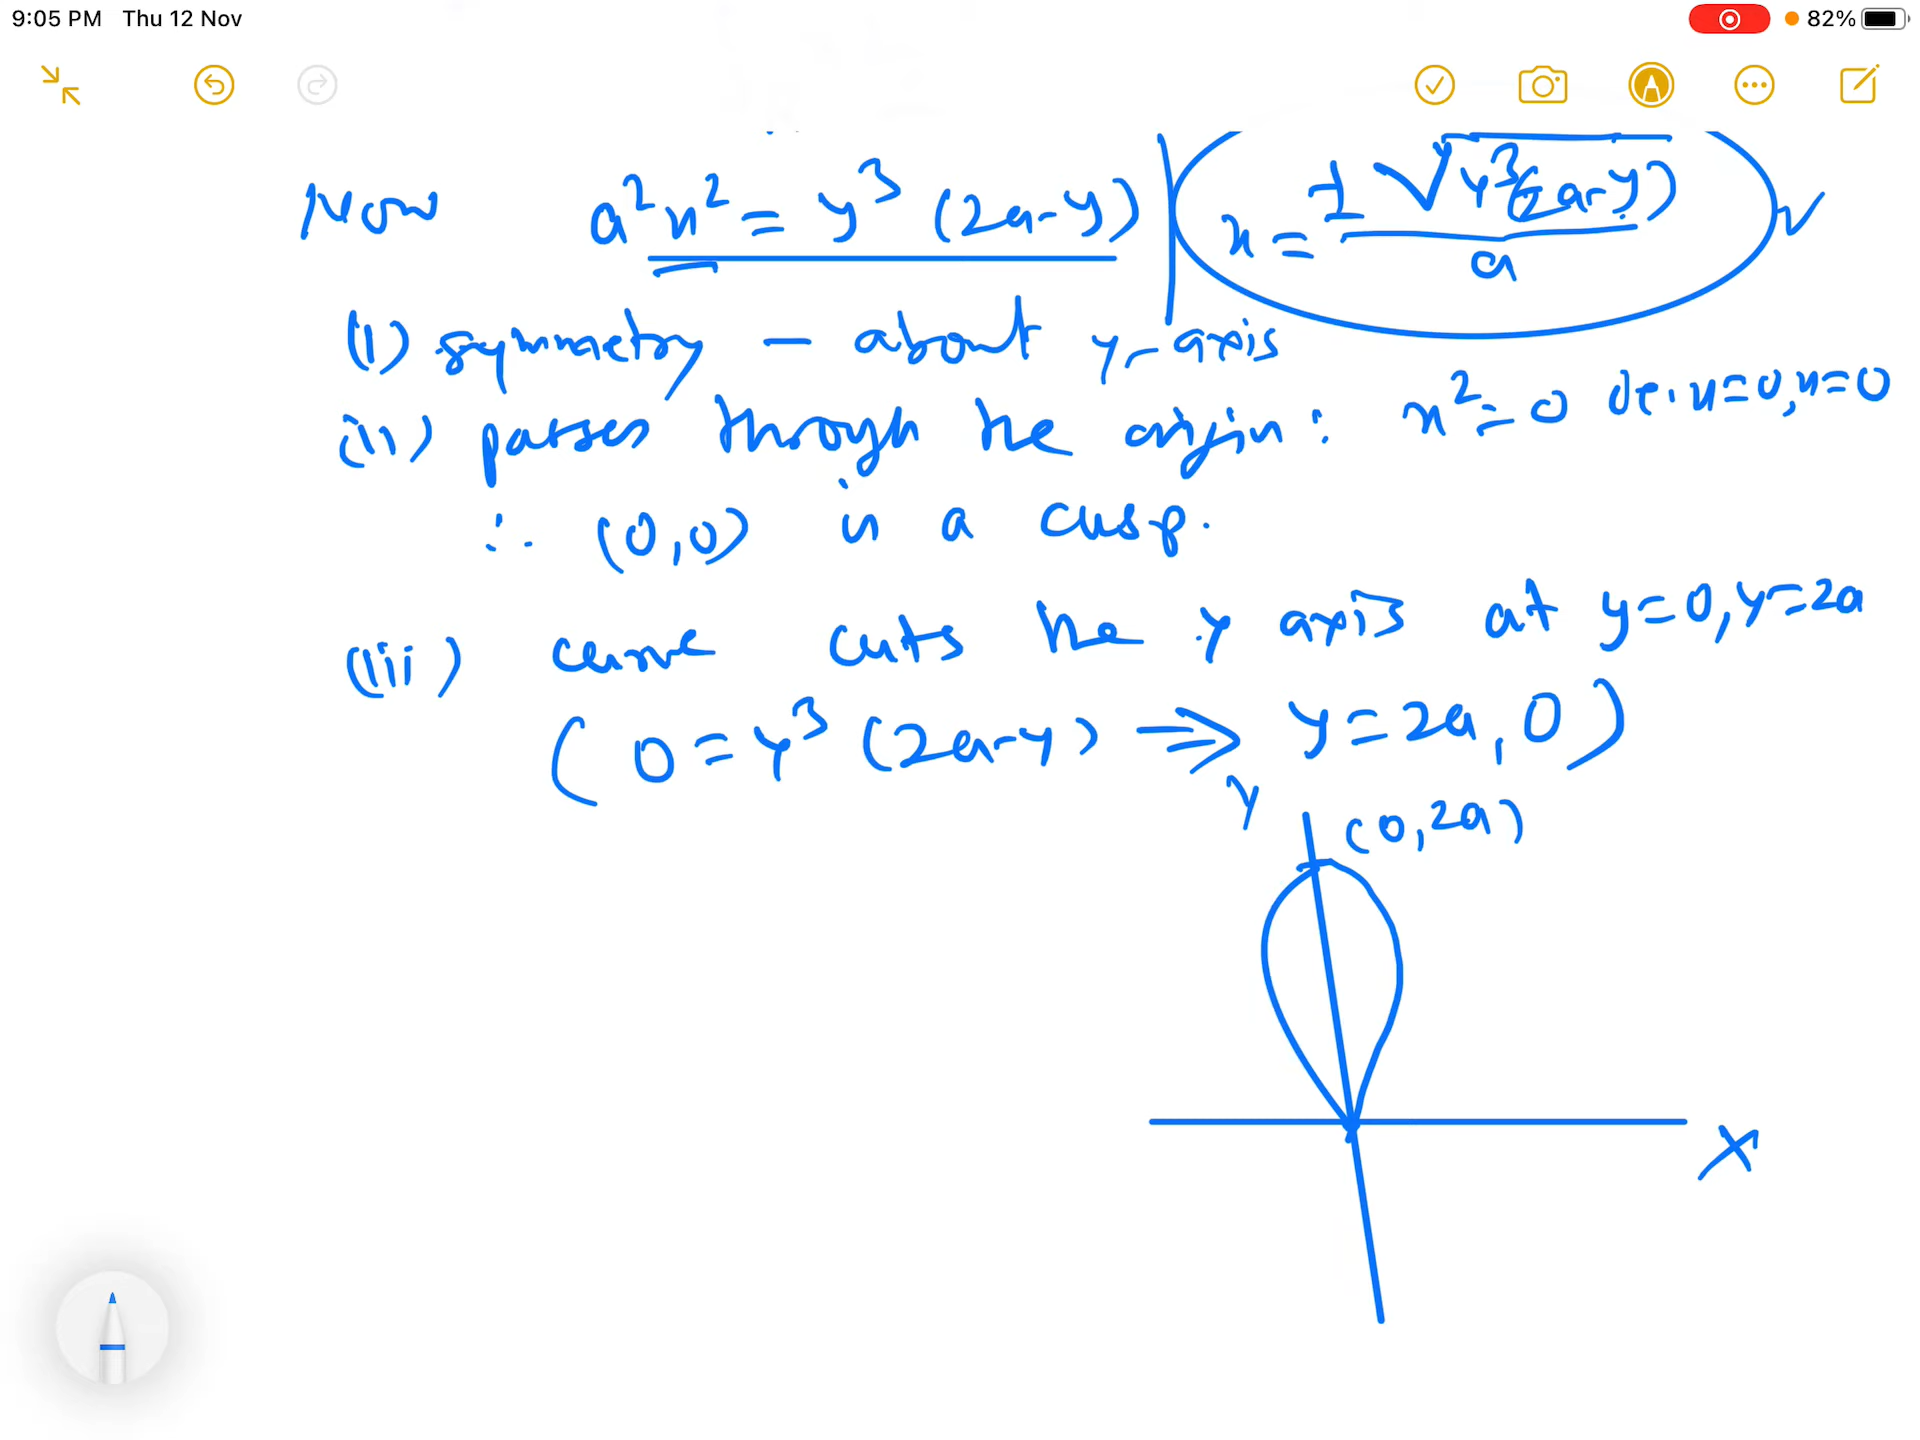 9:05 PM Thu 12 Nov 82%
Now a²x² = y³ (2a-y) | x = ±√y³(2a-y) / a
(i) symmetry - about y-axis
(ii) passes through the origin : x² = 0 i.e. x=0, x=0
∴ (0,0) is a cusp.
(iii) curve cuts the y axis at y=0, y=2a
( 0 = y³ (2a-y) ⇒ y = 2a, 0 )
Y (0,2a)
X